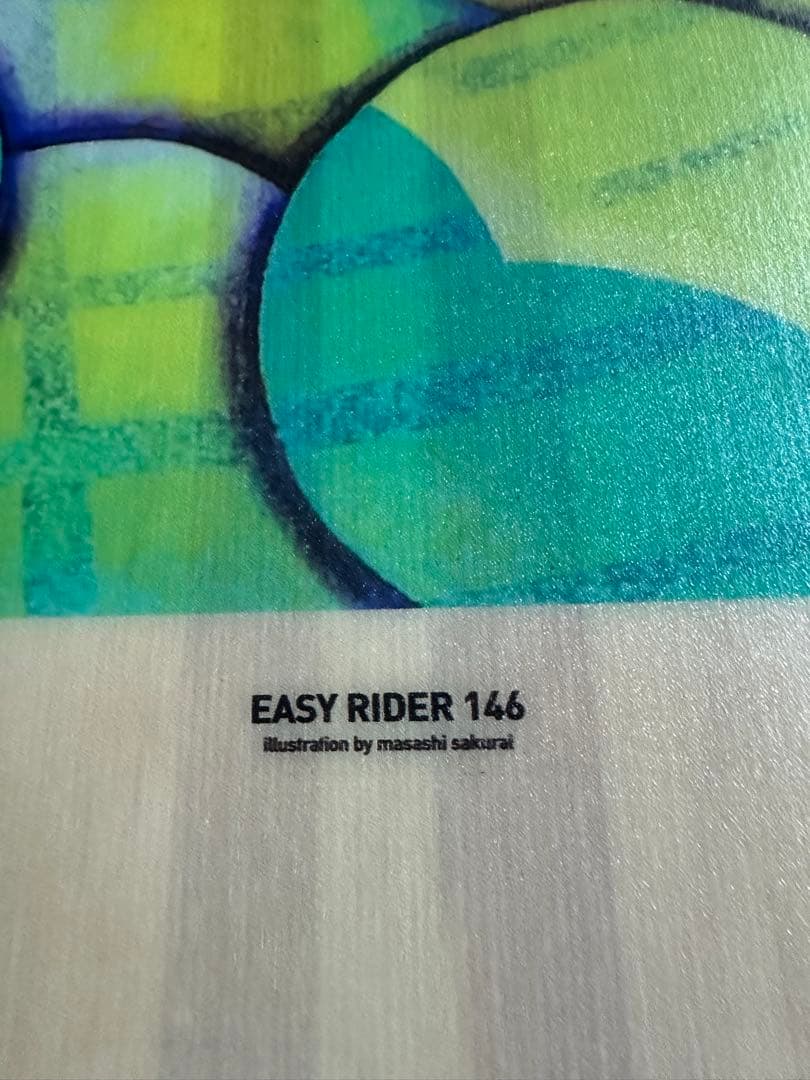 EASY RIDER 146
illustration by masashi sakurai